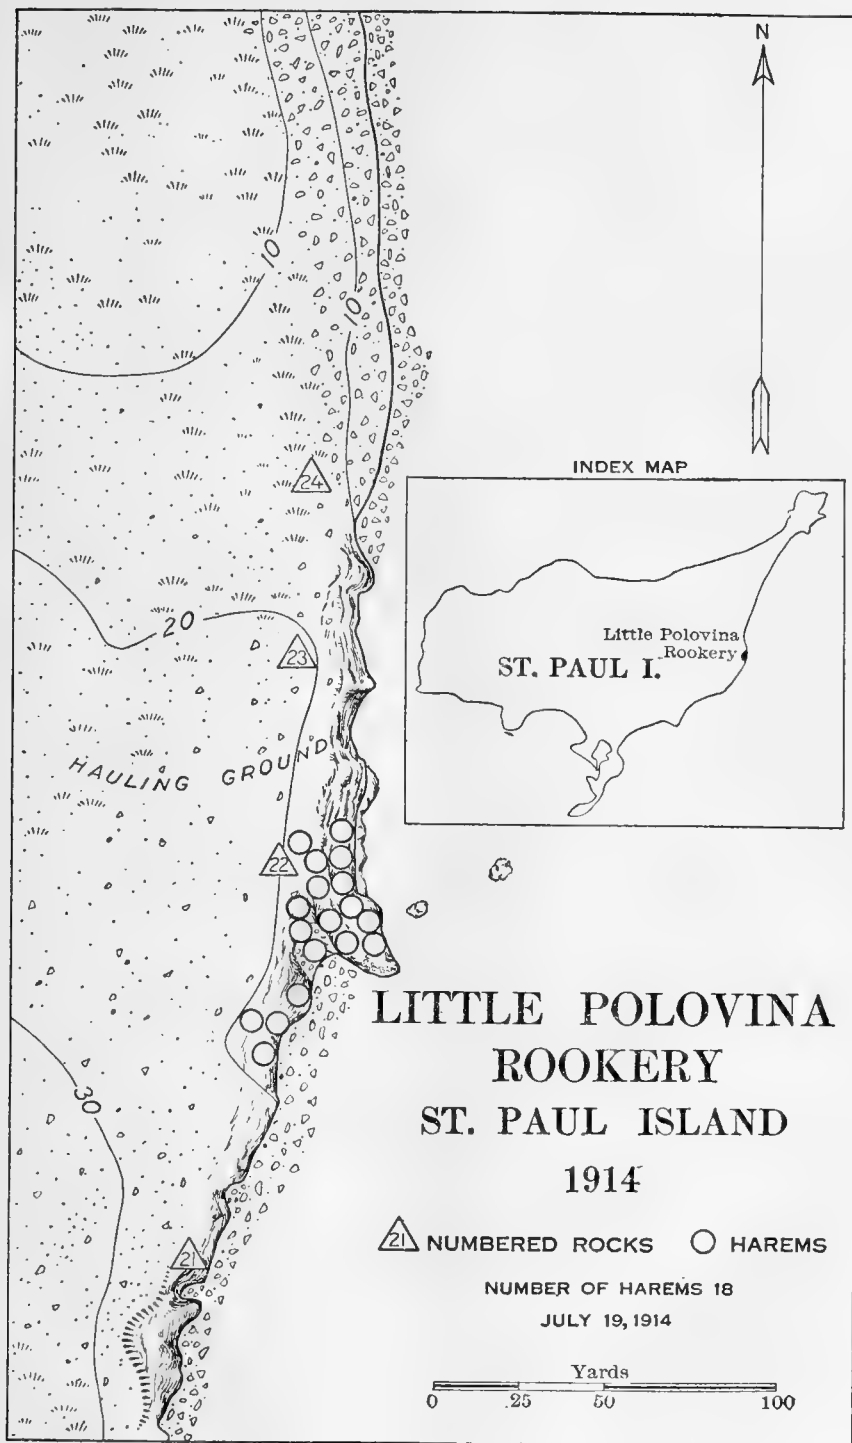 N
10
10
24
INDEX MAP
Little Polovina
Rookery
ST. PAUL I.
20
23
HAULING GROUND
22
LITTLE POLOVINA
ROOKERY
ST. PAUL ISLAND
1914
30
21 NUMBERED ROCKS HAREMS
21
NUMBER OF HAREMS 18
JULY 19, 1914
Yards
0 25 50 100